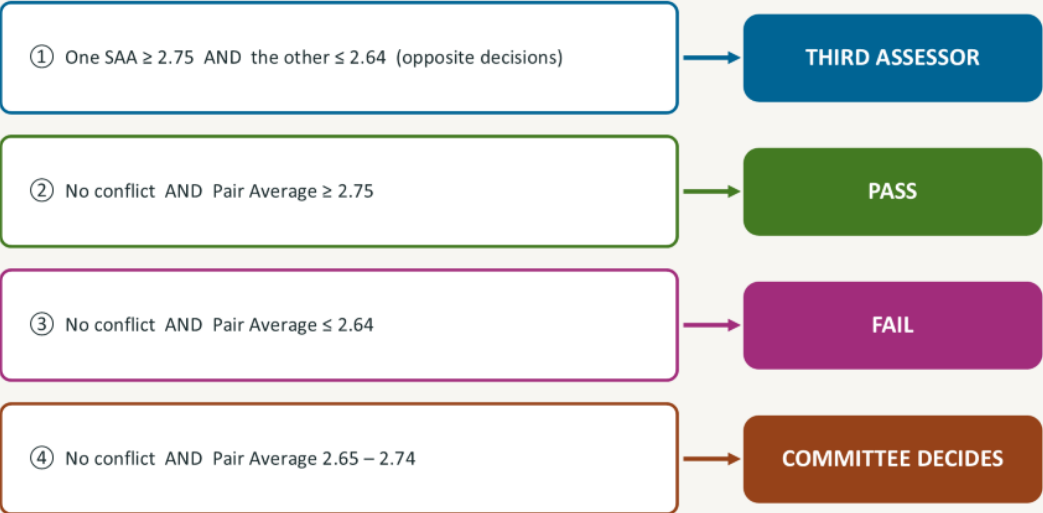 ① One SAA ≥ 2.75 AND the other ≤ 2.64 (opposite decisions)
THIRD ASSESSOR
② No conflict AND Pair Average ≥ 2.75
PASS
③ No conflict AND Pair Average ≤ 2.64
FAIL
④ No conflict AND Pair Average 2.65 – 2.74
COMMITTEE DECIDES